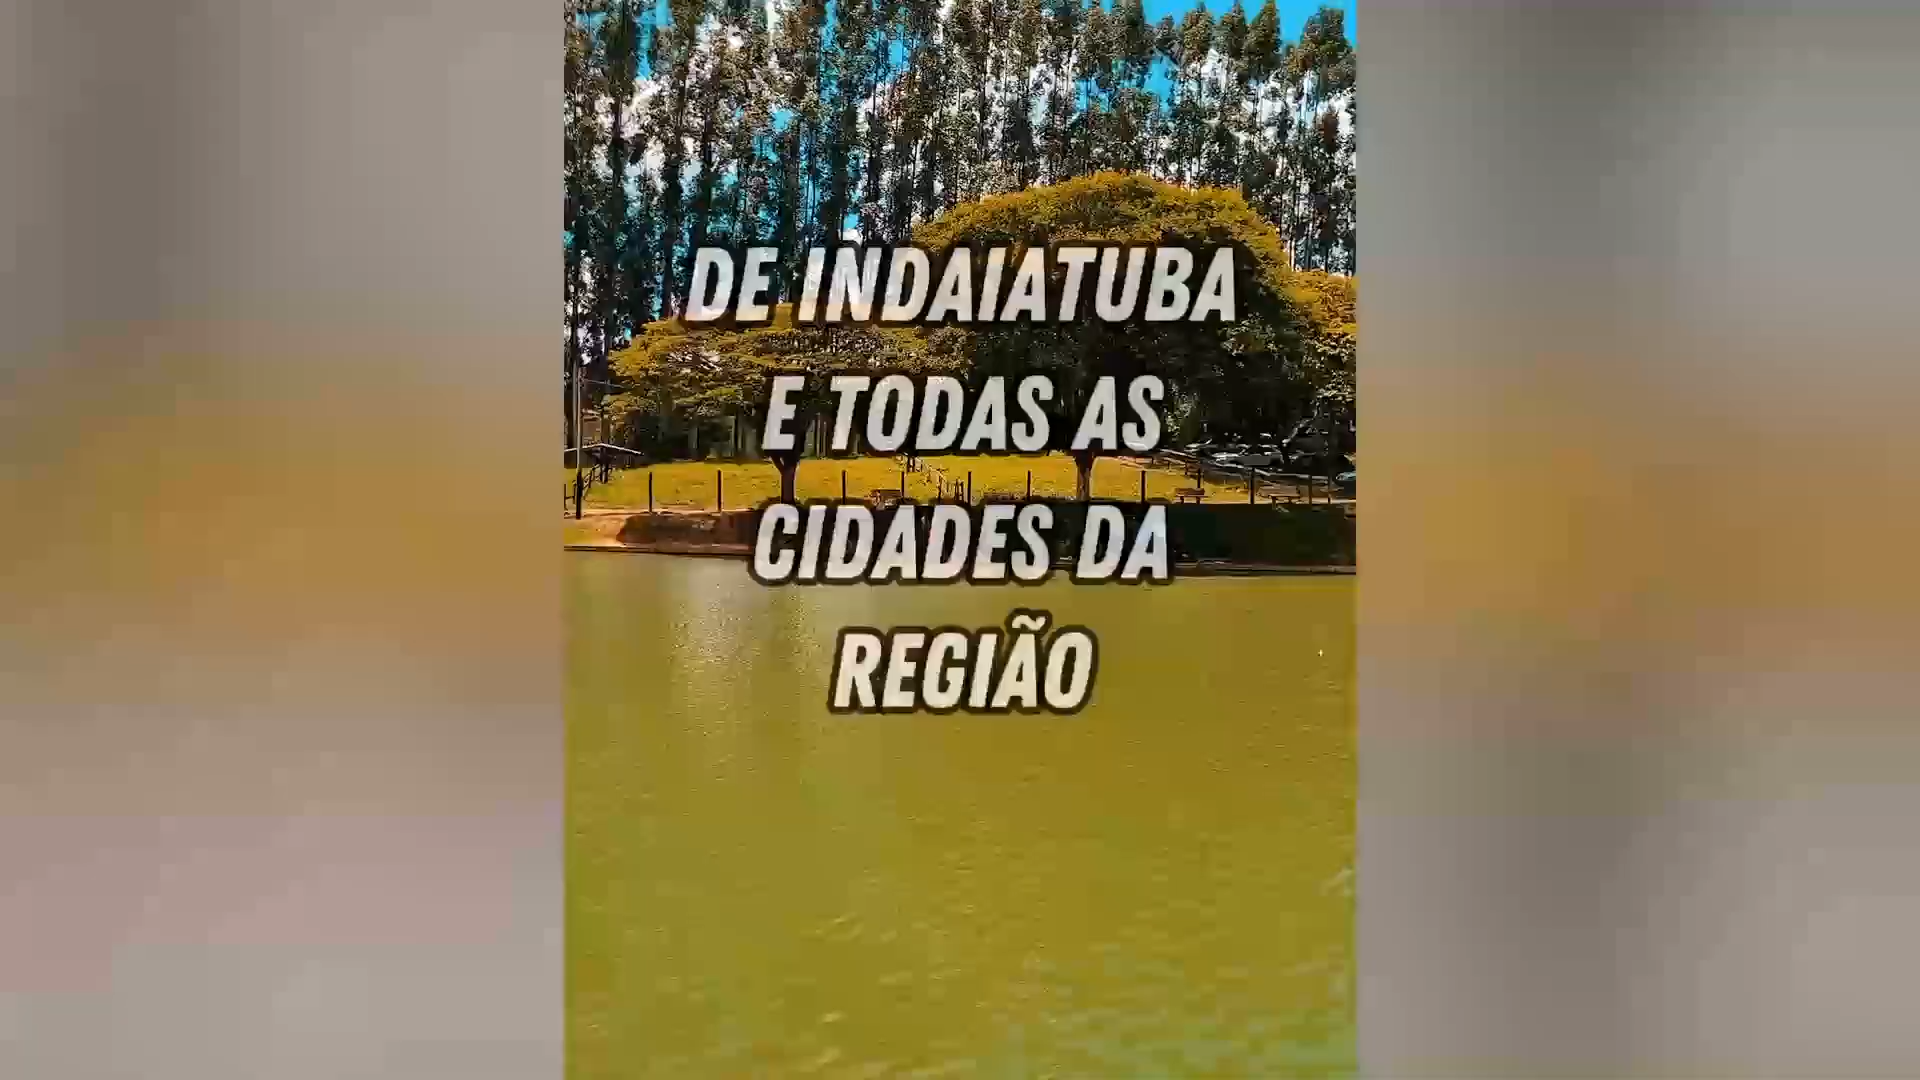 DE INDAIATUBA
E TODAS AS
CIDADES DA
REGIÃO